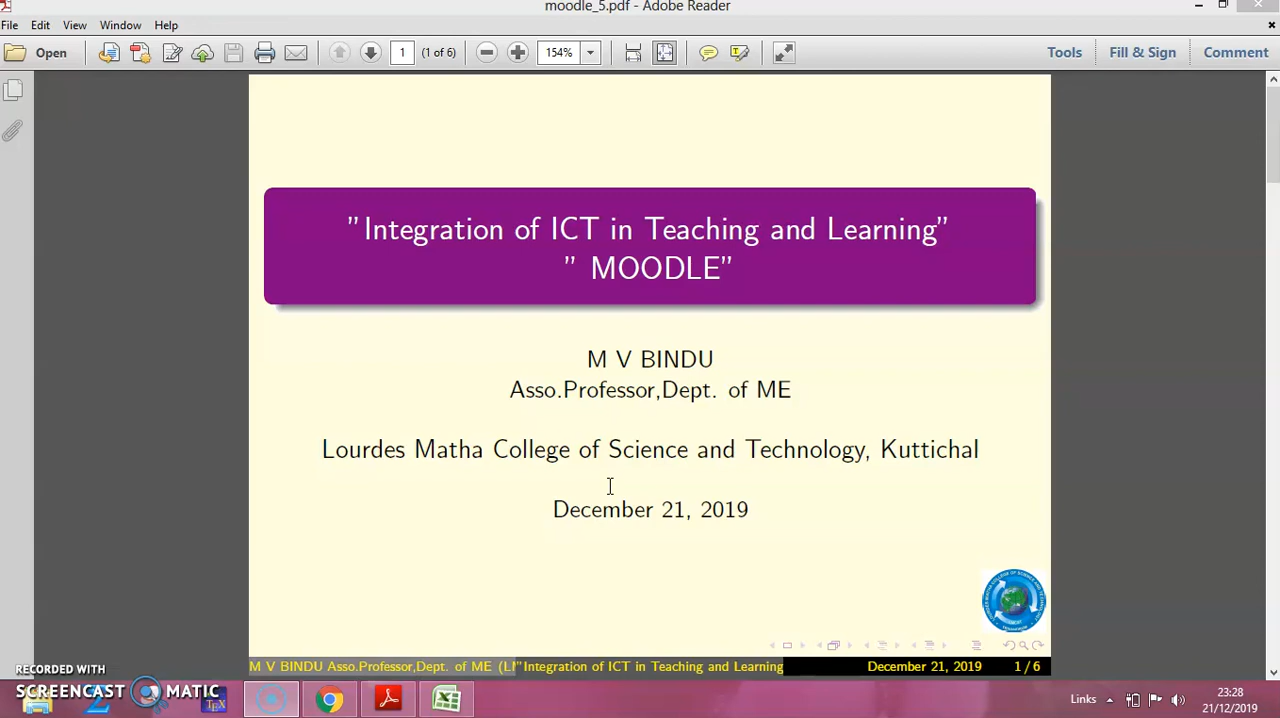 moodle_5.pdf - Adobe Reader
File Edit View Window Help
Open 1 (1 of 6) 154% Tools Fill & Sign Comment
"Integration of ICT in Teaching and Learning"
" MOODLE"
M V BINDU
Asso.Professor,Dept. of ME
Lourdes Matha College of Science and Technology, Kuttichal
December 21, 2019
M V BINDU Asso.Professor,Dept. of ME (LM "Integration of ICT in Teaching and Learning December 21, 2019 1 / 6
RECORDED WITH
SCREENCAST MATIC
TEX
Links 23:28
21/12/2019